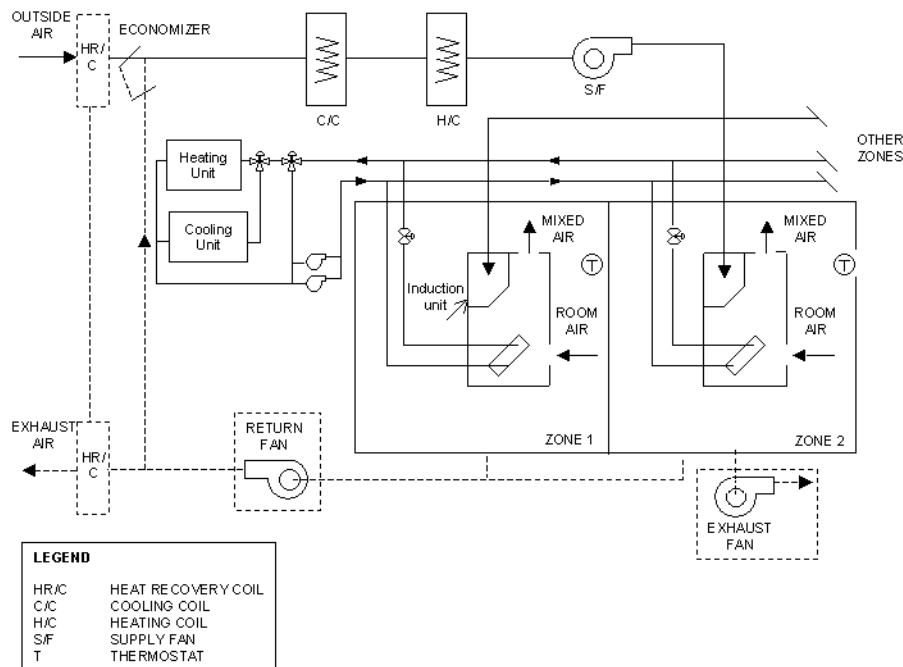 OUTSIDE
AIR
HR/
C
ECONOMIZER
C/C
H/C
S/F
OTHER
ZONES
Heating
Unit
Cooling
Unit
MIXED
AIR
T
Induction
unit
ROOM
AIR
ZONE 1
MIXED
AIR
T
ROOM
AIR
ZONE 2
EXHAUST
AIR
HR/
C
RETURN
FAN
EXHAUST
FAN
LEGEND
HR/C HEAT RECOVERY COIL
C/C COOLING COIL
H/C HEATING COIL
S/F SUPPLY FAN
T THERMOSTAT